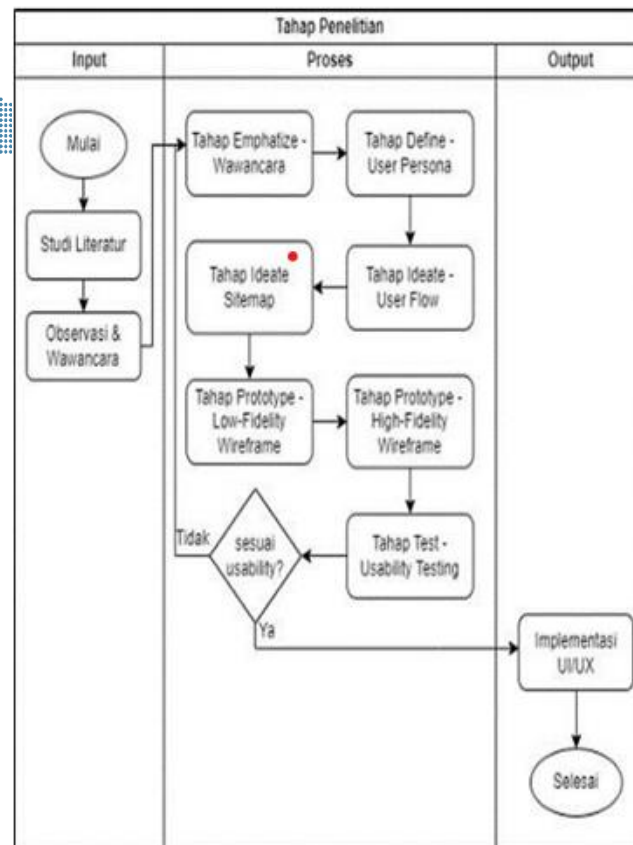 Tahap Penelitian
Input
Proses
Output
Mulai
Studi Literatur
Observasi &
Wawancara
Tahap Emphatize -
Wawancara
Tahap Define -
User Persona
Tahap Ideate -
User Flow
Tahap Ideate
Sitemap
Tahap Prototype -
Low-Fidelity
Wireframe
Tahap Prototype -
High-Fidelity
Wireframe
Tahap Test -
Usability Testing
sesuai
usability?
Tidak
Ya
Implementasi
UI/UX
Selesai